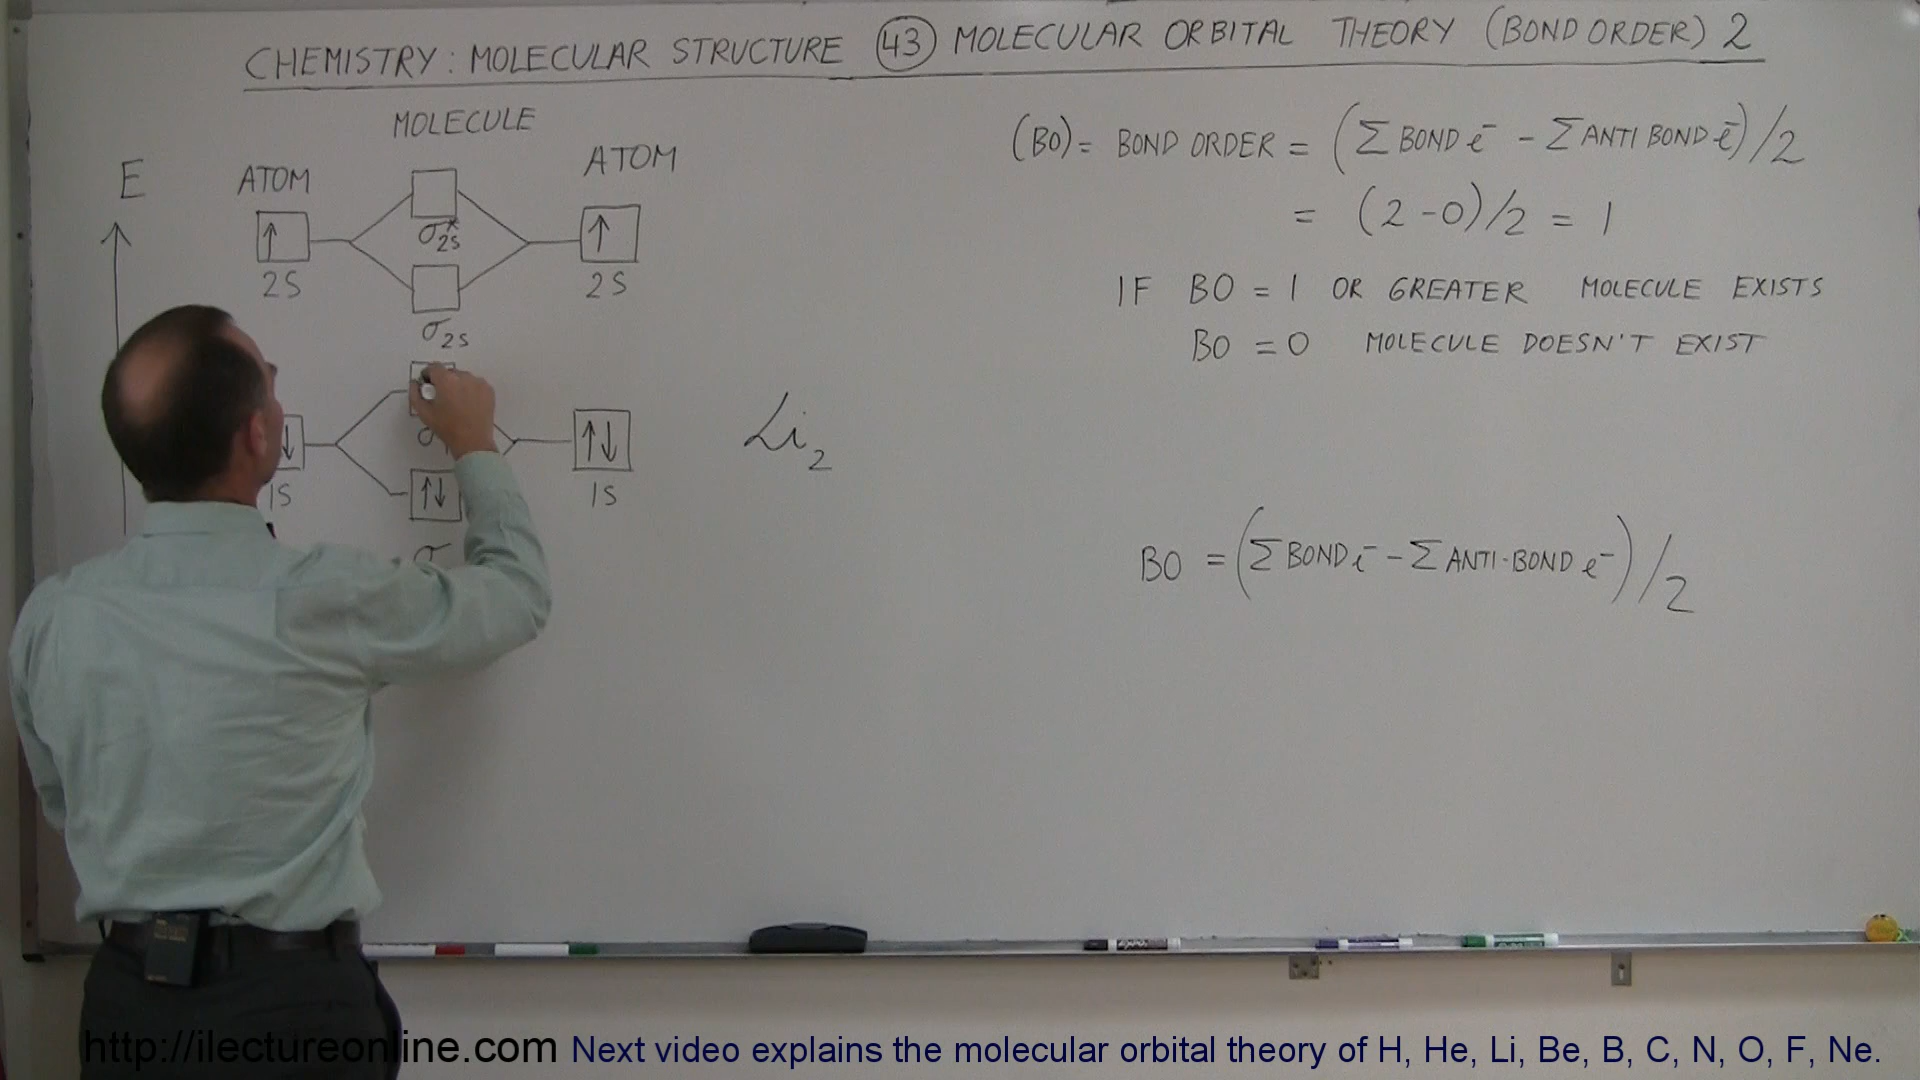 CHEMISTRY: MOLECULAR STRUCTURE 43 MOLECULAR ORBITAL THEORY (BOND ORDER) 2
MOLECULE
ATOM
ATOM
E
↑
↑
σ*2s
2S
2S
σ2s
↓
↑↓
σ
1S
↑↓
1S
σ
Li2
(BO) = BOND ORDER = (Σ BOND e⁻ - Σ ANTI BOND e⁻)/2
= (2-0)/2 = 1
IF BO = 1 OR GREATER MOLECULE EXISTS
BO = 0 MOLECULE DOESN'T EXIST
BO = (Σ BOND e⁻ - Σ ANTI-BOND e⁻)/2
http://ilectureonline.com Next video explains the molecular orbital theory of H, He, Li, Be, B, C, N, O, F, Ne.